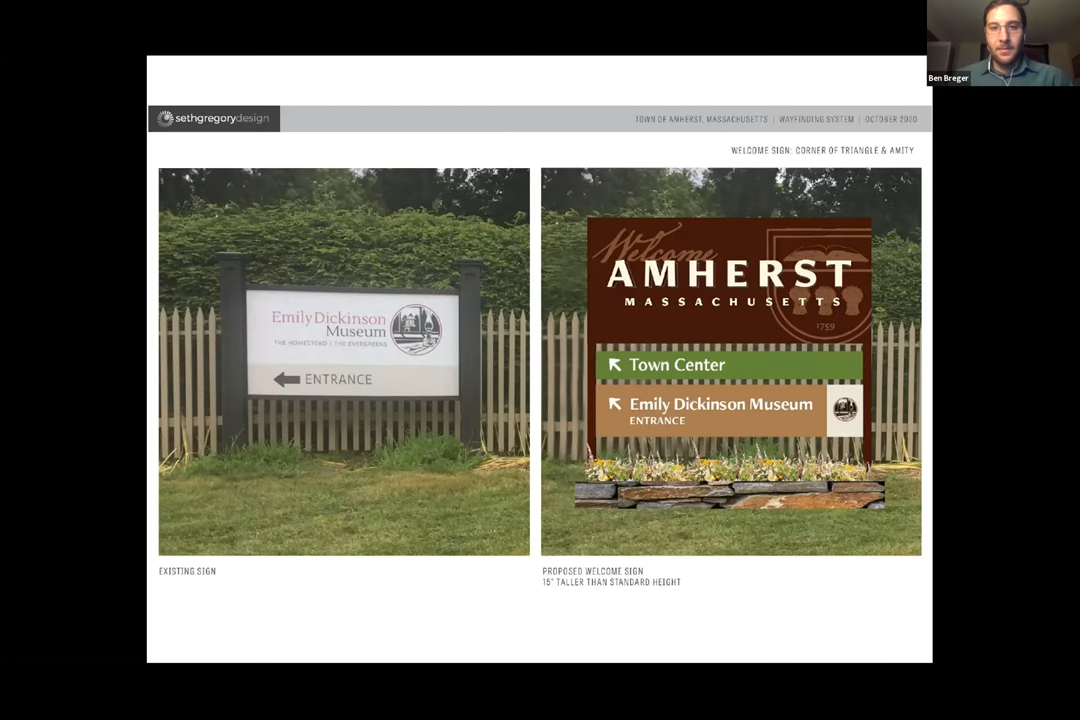 Ben Breger
sethgregorydesign
TOWN OF AMHERST, MASSACHUSETTS | WAYFINDING SYSTEM | OCTOBER 2020
WELCOME SIGN: CORNER OF TRIANGLE & AMITY
Emily Dickinson
Museum
THE HOMESTEAD | THE EVERGREENS
ENTRANCE
Welcome
AMHERST
MASSACHUSETTS
1759
Town Center
Emily Dickinson Museum
ENTRANCE
EXISTING SIGN
PROPOSED WELCOME SIGN
15" TALLER THAN STANDARD HEIGHT